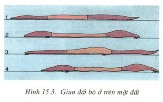 1
2
3
4
Hình 15.3. Giun đất bò ở trên mặt đất